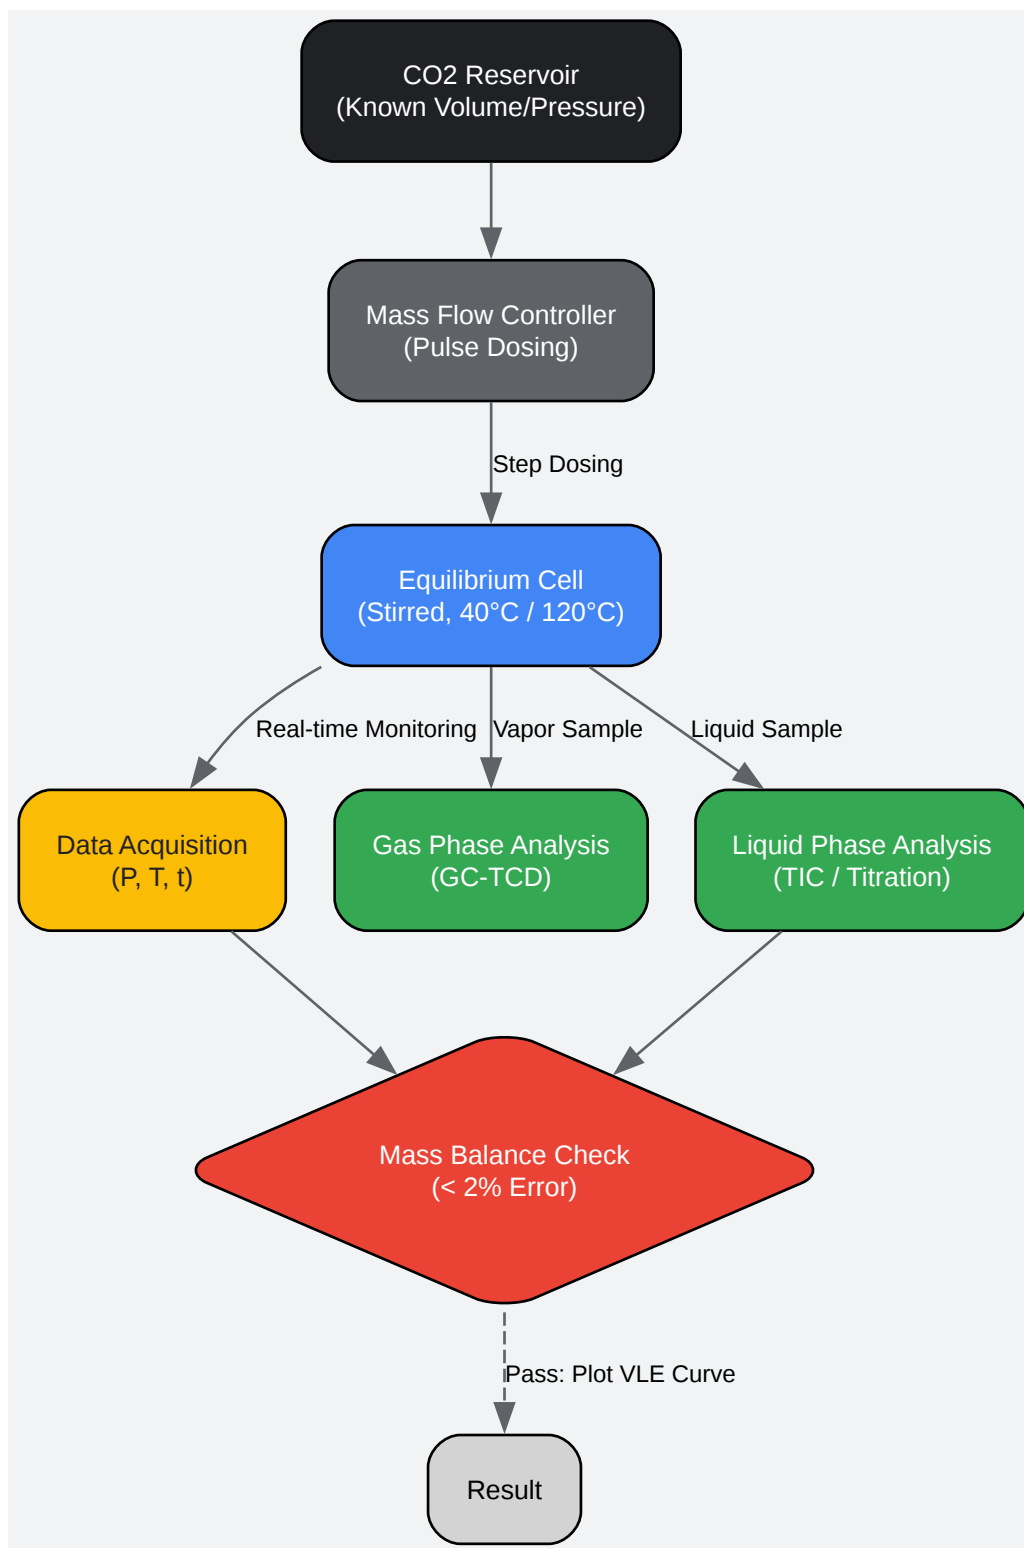 CO2 Reservoir
(Known Volume/Pressure)
Mass Flow Controller
(Pulse Dosing)
Step Dosing
Equilibrium Cell
(Stirred, 40°C / 120°C)
Real-time Monitoring
Vapor Sample
Liquid Sample
Data Acquisition
(P, T, t)
Gas Phase Analysis
(GC-TCD)
Liquid Phase Analysis
(TIC / Titration)
Mass Balance Check
(< 2% Error)
Pass: Plot VLE Curve
Result